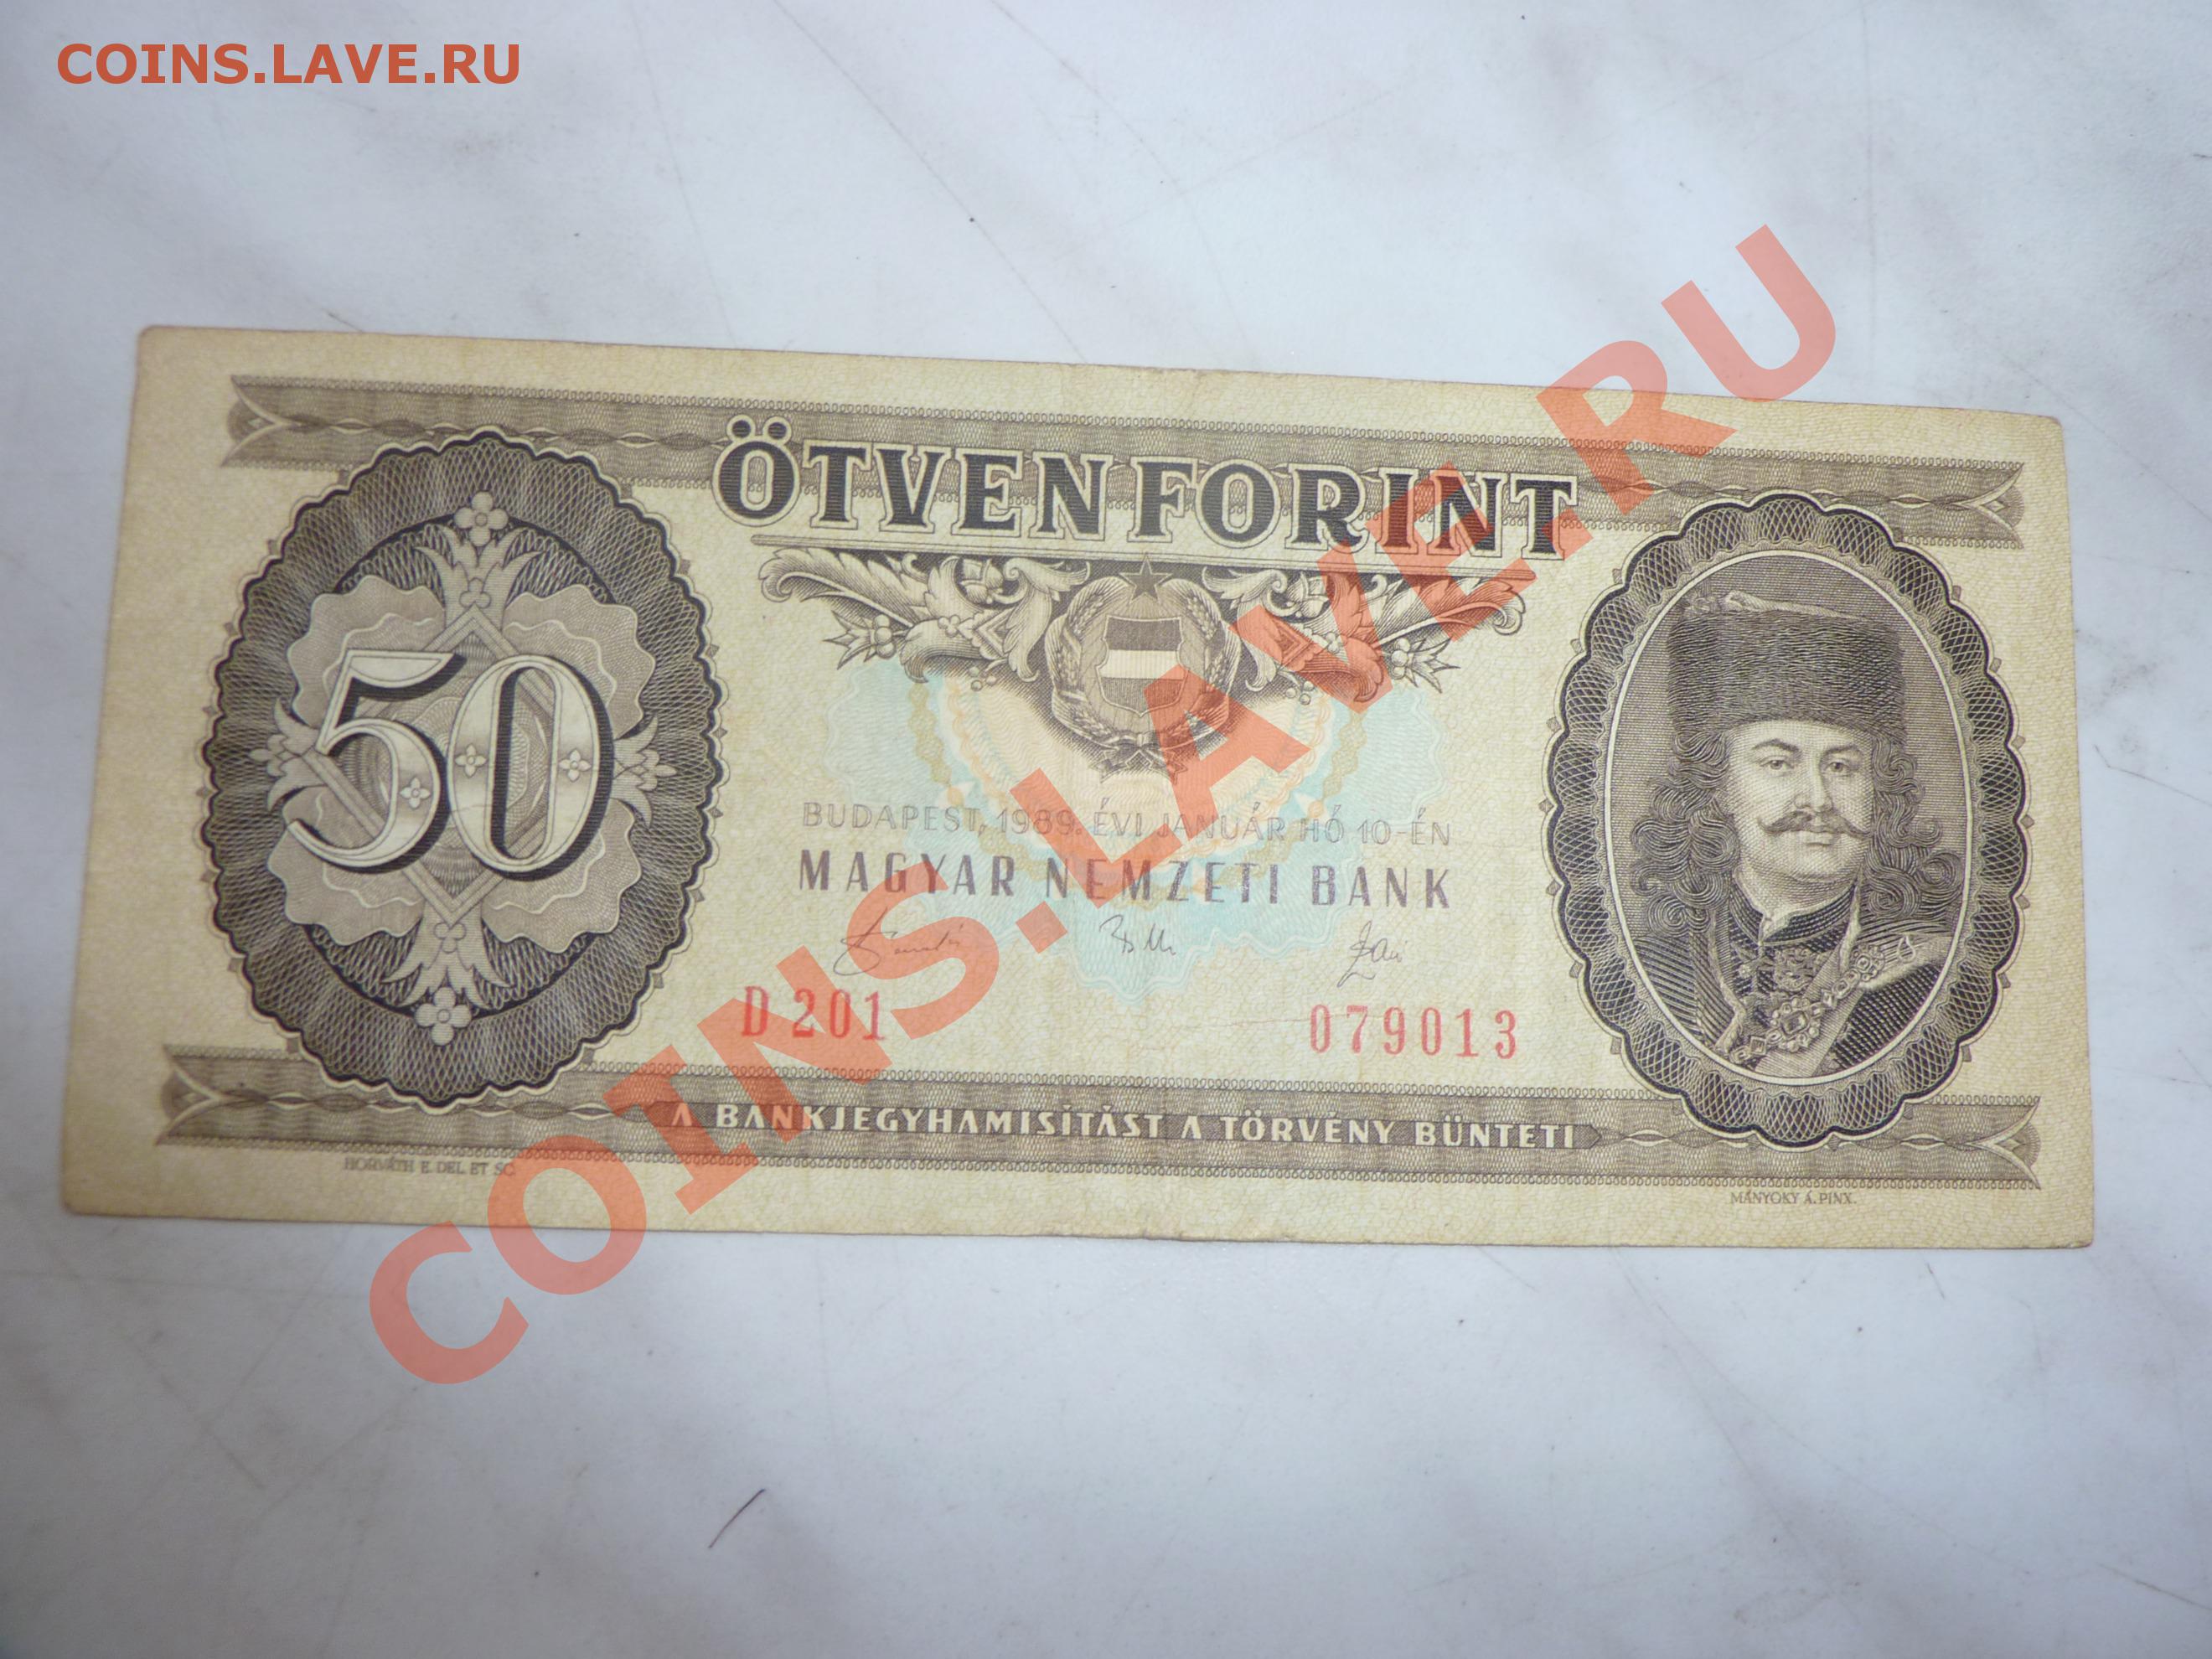 COINS.LAVE.RU
ÖTVEN FORINT
50
BUDAPEST, 1989. ÉVI JANUÁR HÓ 10-ÉN
MAGYAR NEMZETI BANK
D 201 079013
A BANKJEGYHAMISÍTÁST A TÖRVÉNY BÜNTETI
HORVÁTH E. DEL. ET SC.
MÁNYOKY Á. PINX.
COINS.LAVE.RU